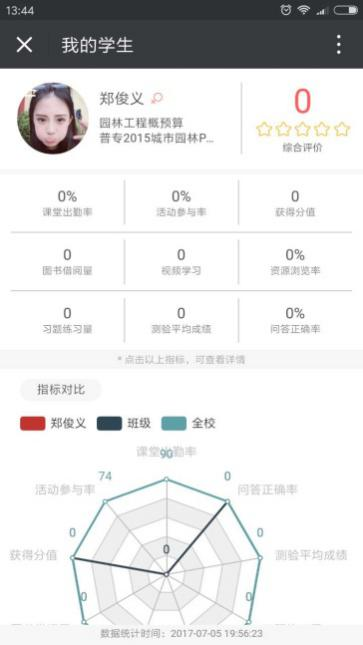 13:44
我的学生
郑俊义
园林工程概预算
普专2015城市园林P...
0
综合评价
0%
课堂出勤率
0%
活动参与率
0
获得分值
0
图书借阅量
0
视频学习
0%
资源浏览率
0
习题练习量
0
测验平均成绩
0%
问答正确率
* 点击以上指标，可查看详情
指标对比
郑俊义
班级
全校
课堂出勤率
90
74
0
活动参与率
问答正确率
0
0
0
获得分值
测验平均成绩
0
0
数据统计时间：2017-07-05 19:56:23